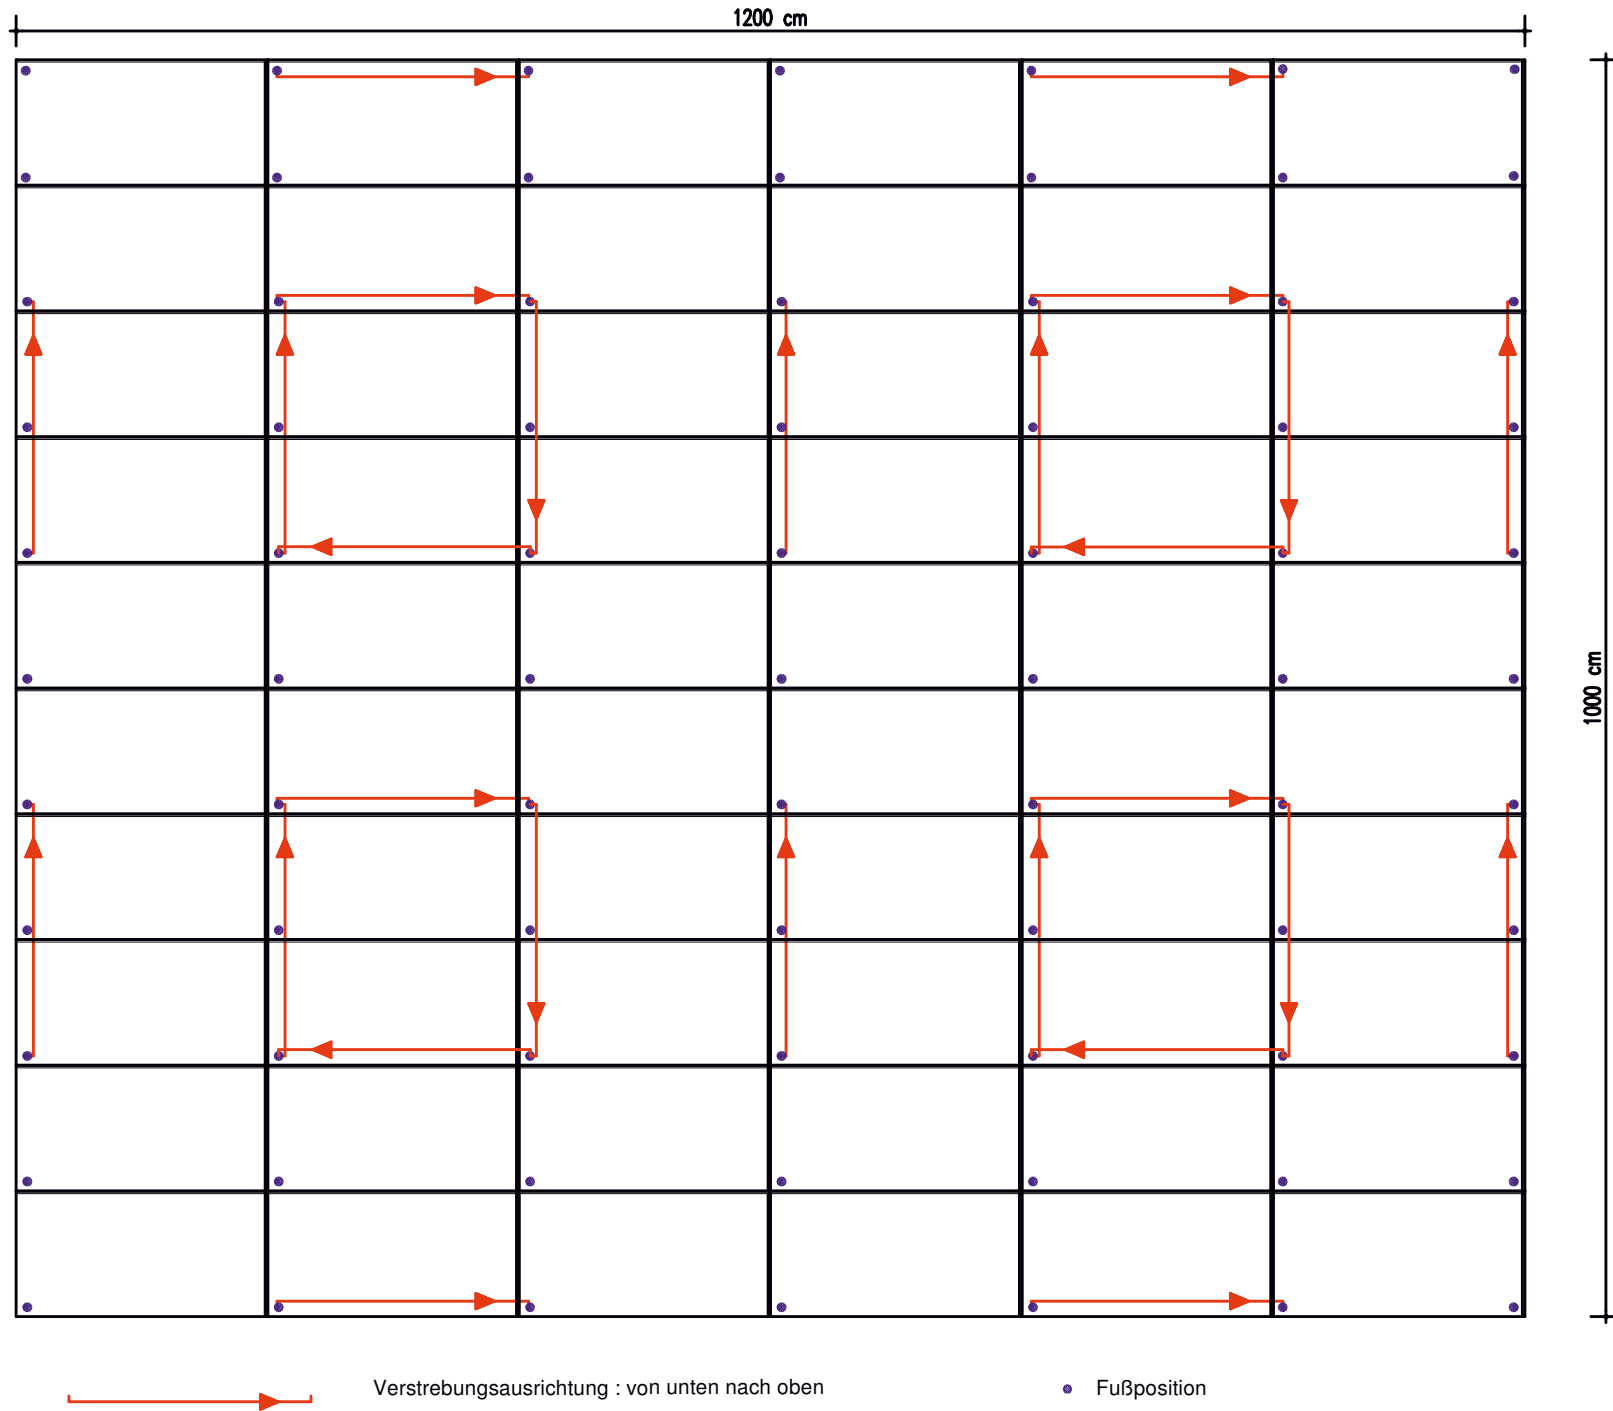 1200 cm
1000 cm
Verstrebungsausrichtung : von unten nach oben
Fußposition